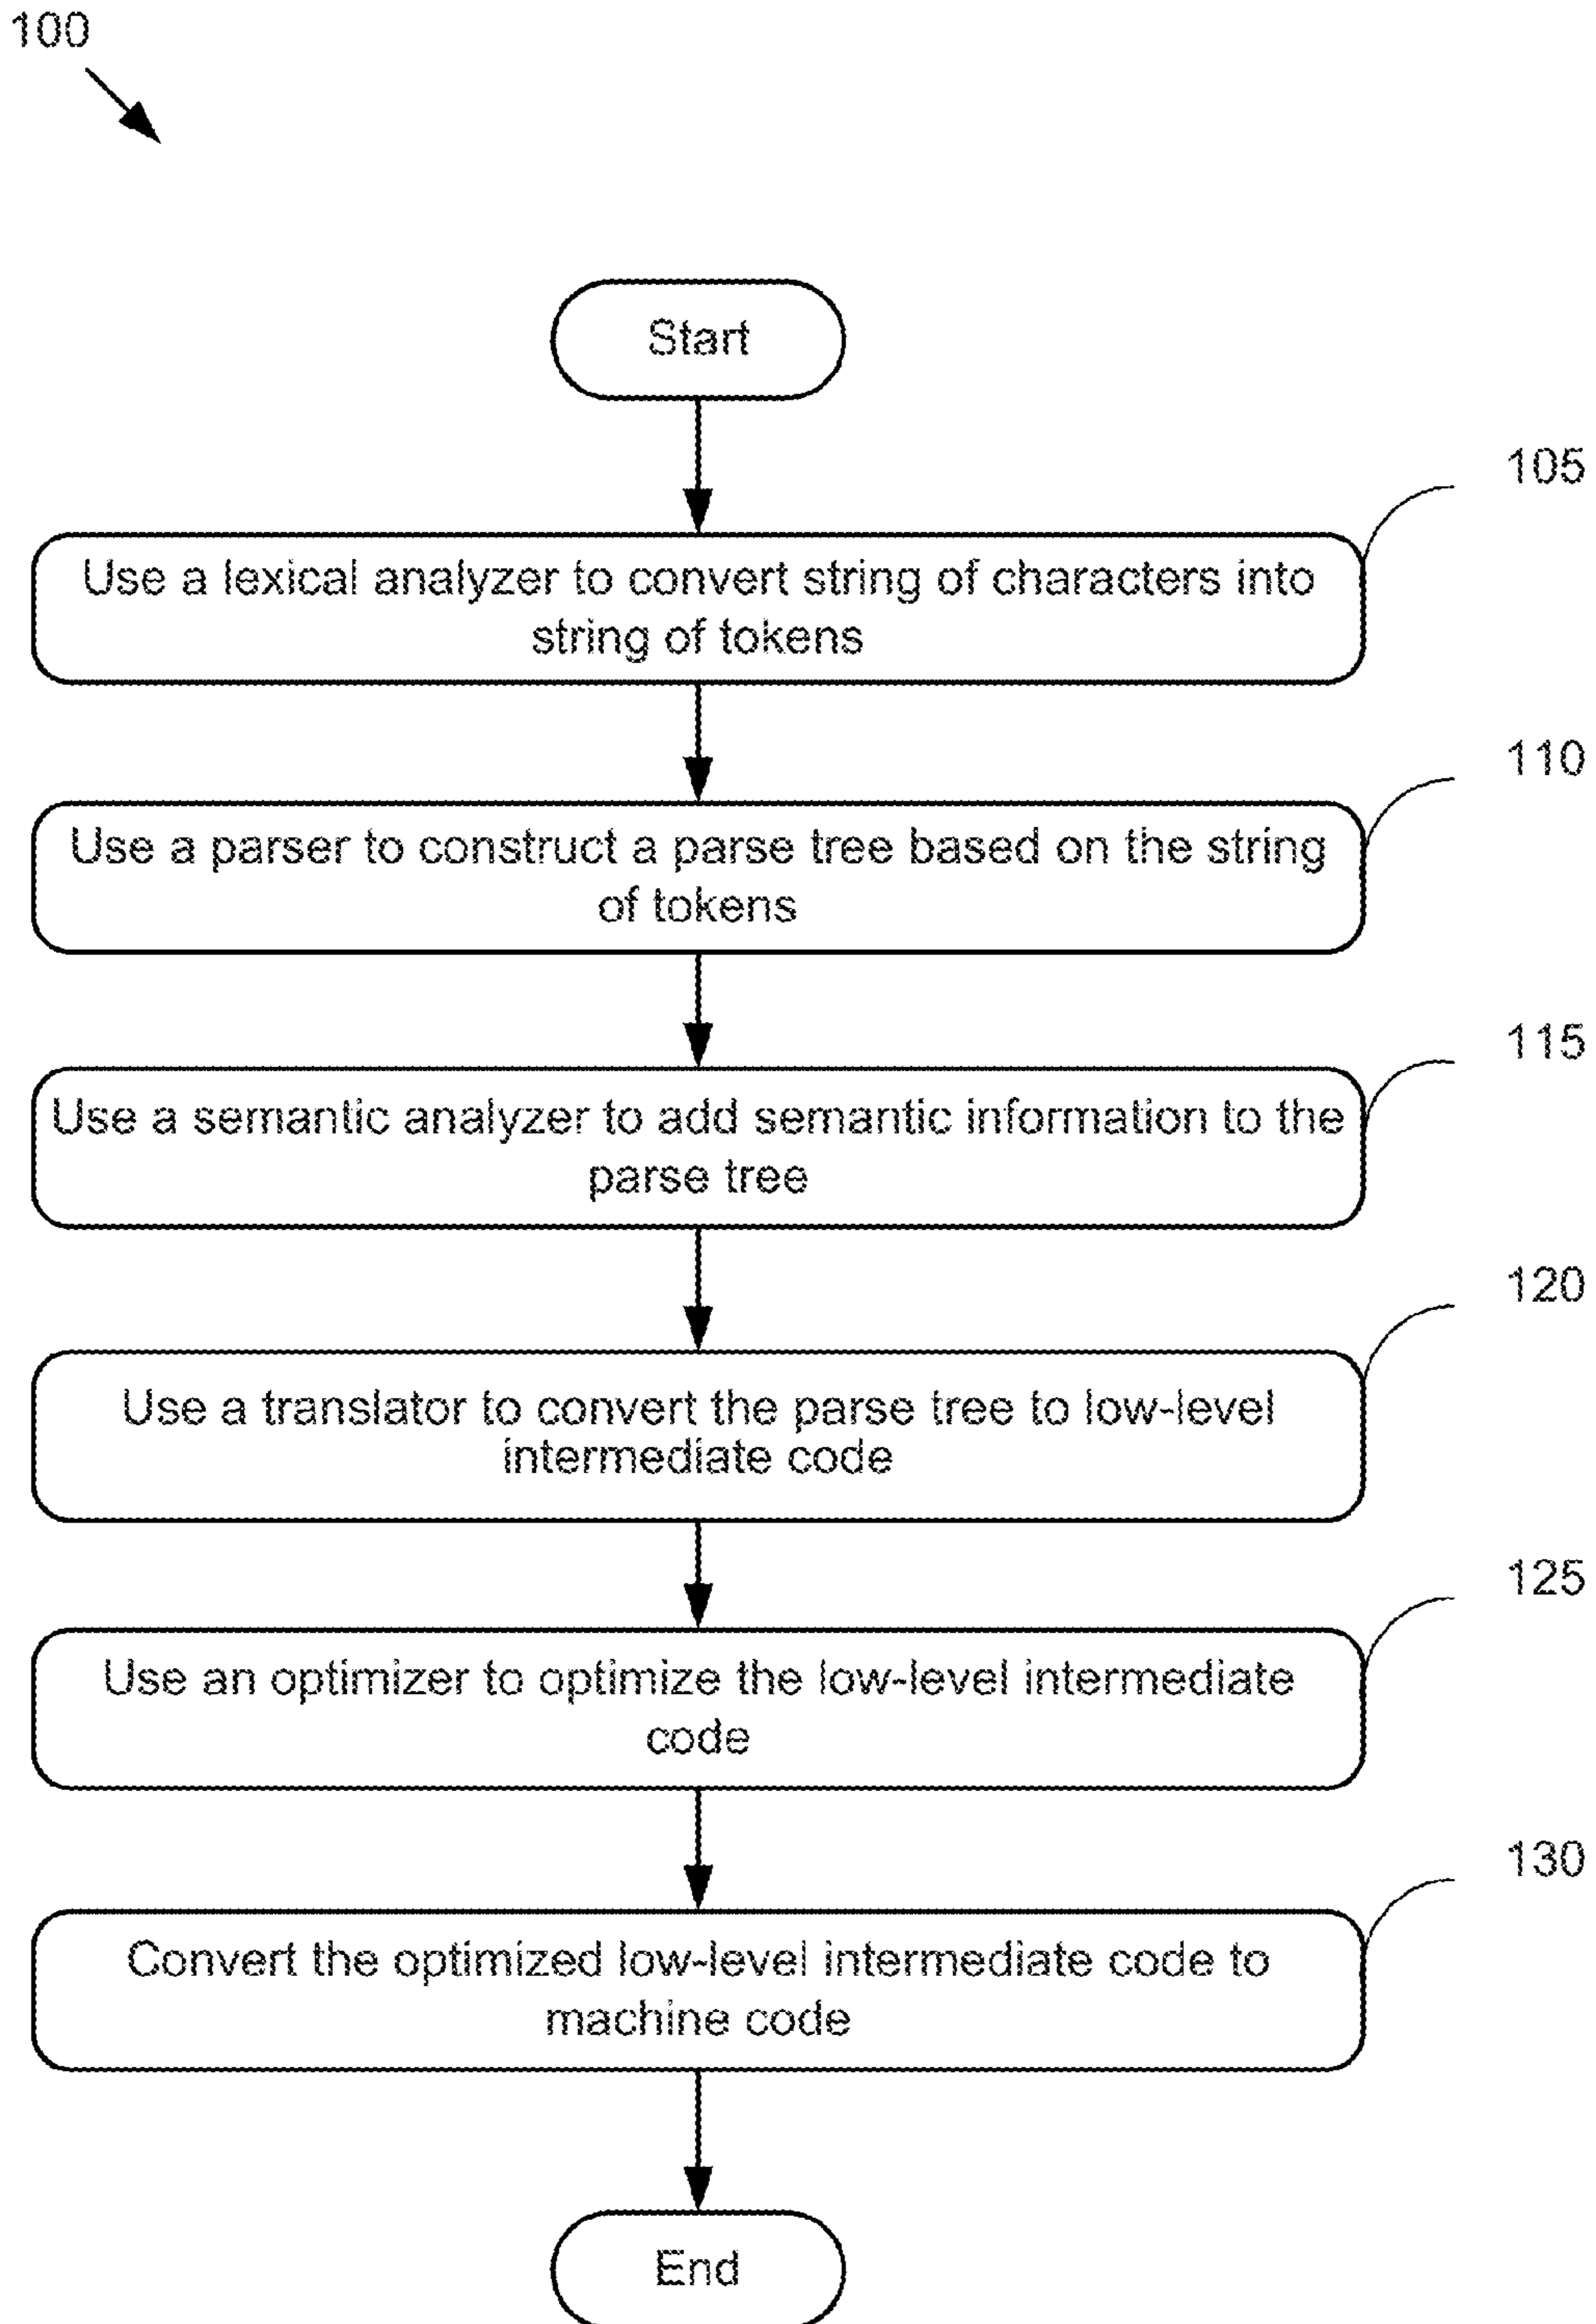 100
Start
105
Use a lexical analyzer to convert string of characters into
string of tokens
110
Use a parser to construct a parse tree based on the string
of tokens
115
Use a semantic analyzer to add semantic information to the
parse tree
120
Use a translator to convert the parse tree to low-level
intermediate code
125
Use an optimizer to optimize the low-level intermediate
code
130
Convert the optimized low-level intermediate code to
machine code
End